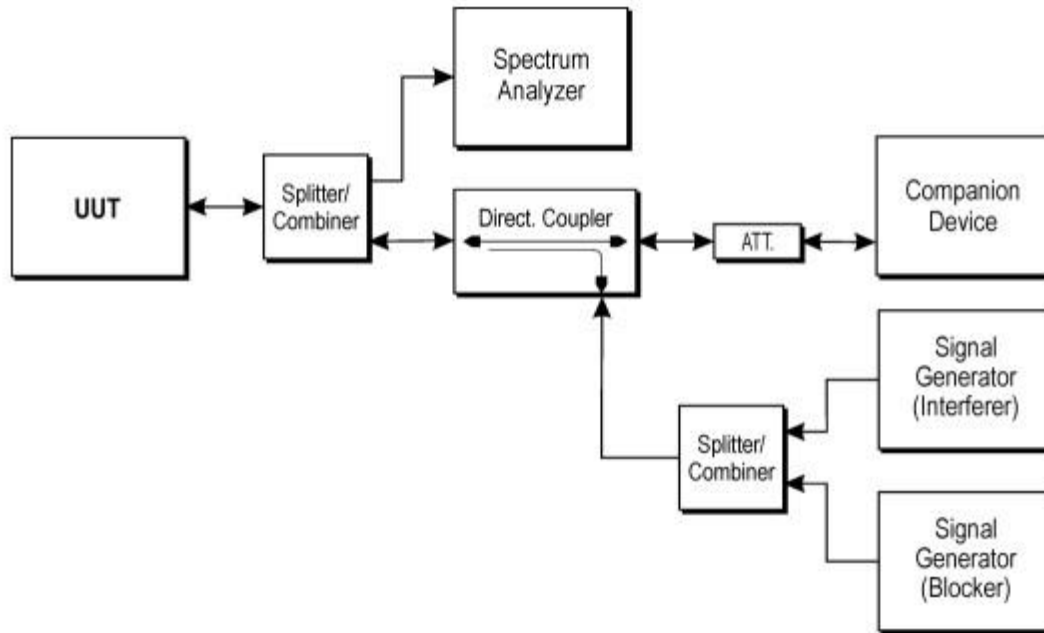 Spectrum
Analyzer
UUT
Splitter/
Combiner
Direct. Coupler
ATT.
Companion
Device
Signal
Generator
(Interferer)
Splitter/
Combiner
Signal
Generator
(Blocker)